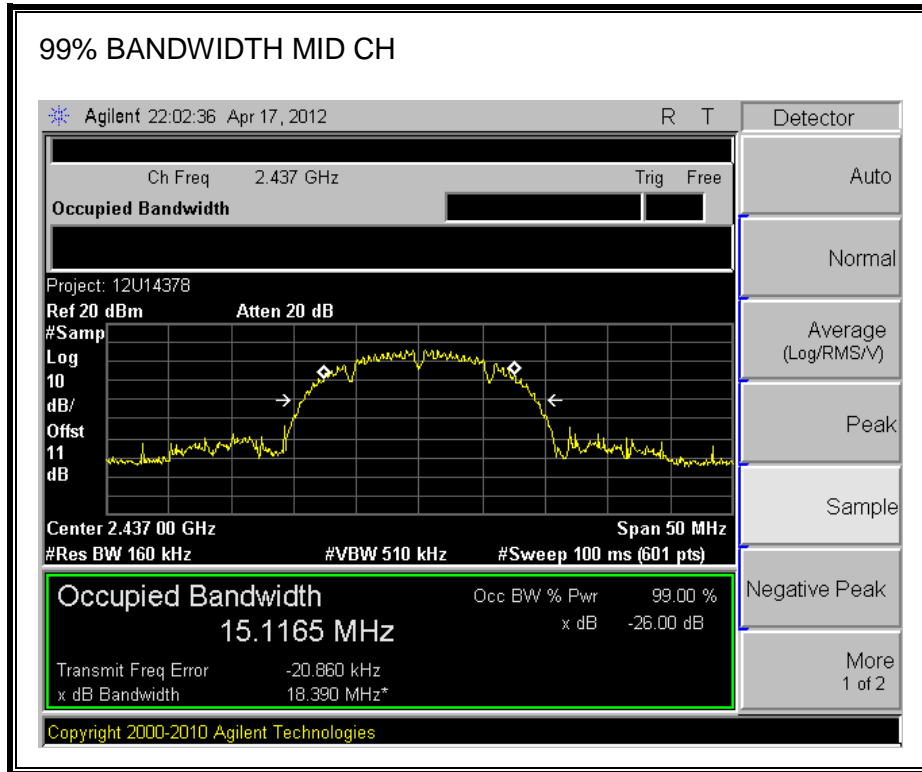 99% BANDWIDTH MID CH
Agilent 22:02:36 Apr 17, 2012 R T
Detector
Ch Freq 2.437 GHz Trig Free
Occupied Bandwidth
Auto
Normal
Average
(Log/RMS/V)
Peak
Sample
Negative Peak
More
1 of 2
Project: 12U14378
Ref 20 dBm Atten 20 dB
#Samp
Log
10
dB/
Offst
11
dB
Center 2.437 00 GHz Span 50 MHz
#Res BW 160 kHz #VBW 510 kHz #Sweep 100 ms (601 pts)
Occupied Bandwidth Occ BW % Pwr 99.00 %
15.1165 MHz x dB -26.00 dB
Transmit Freq Error -20.860 kHz
x dB Bandwidth 18.390 MHz*
Copyright 2000-2010 Agilent Technologies